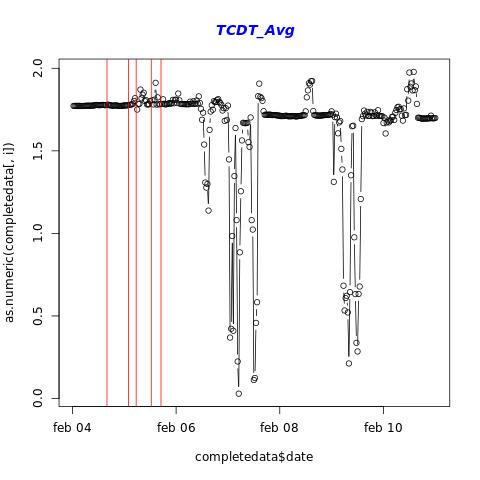 TCDT_Avg
as.numeric(completedata[, i])
2.0
1.5
1.0
0.5
0.0
feb 04 feb 06 feb 08 feb 10
completedata$date